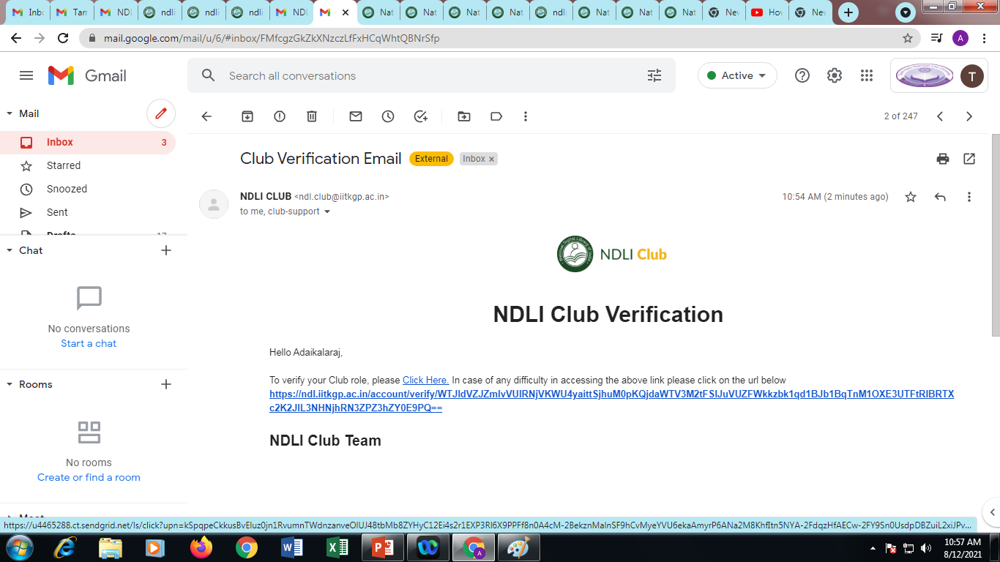 Inbo
Tam
NDL
ndli
ndli
ndli
NDL
Nat
Nat
Nat
Nat
ndli
Nat
Nat
Nat
Nev
Hov
Nev
mail.google.com/mail/u/6/#inbox/FMfcgzGkZkXNzczLfFxHCqWhtQBNrSfp
A
Gmail
Search all conversations
Active
T
Mail
2 of 247
Inbox 3
Starred
Snoozed
Sent
Drafts 17
Club Verification Email External Inbox ×
NDLI CLUB <ndl.club@iitkgp.ac.in> 10:54 AM (2 minutes ago)
to me, club-support
Chat
No conversations
Start a chat
Rooms
No rooms
Create or find a room
Meet
NDLI Club
NDLI Club Verification
Hello Adaikalaraj,
To verify your Club role, please Click Here. In case of any difficulty in accessing the above link please click on the url below
https://ndl.iitkgp.ac.in/account/verify/WTJldVZJZmlvVUlRNjVKWU4yaittSjhuM0pKQjdaWTV3M2tFSlJuVUZFWkkzbk1qd1BJb1BqTnM1OXE3UTFtRlBRTX
c2K2JIL3NHNjhRN3ZPZ3hZY0E9PQ==
NDLI Club Team
https://u4465288.ct.sendgrid.net/ls/click?upn=kSpqpeCkkusBvEluz0jn1RvumnTWdnzanveOlUJ48tbMb8ZYHyC12Ei4s2r1EXP3Rl6X9PPFf8n0A4cM-2BekznMaInSF9hCvMyeYVU6ekaAmyrP6ANa2M8KhfItn5NYA-2FdqzHfAECw-2FY9Sn0UsdpDBZuiL2xiJPv...
10:57 AM
8/12/2021